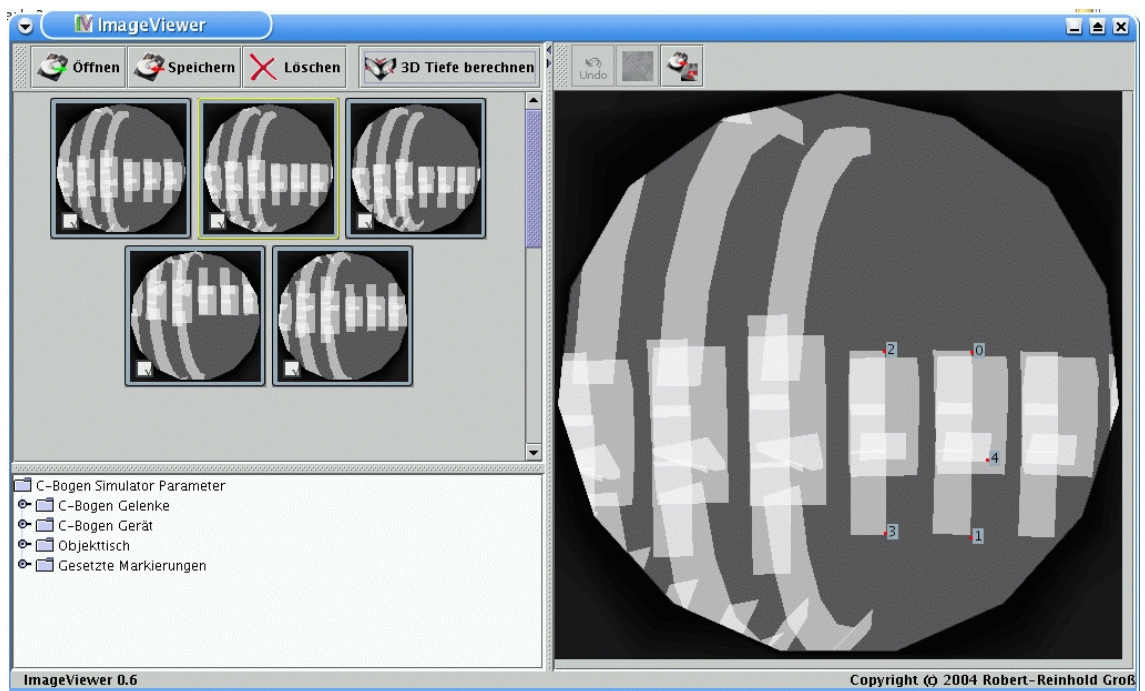 ImageViewer
Öffnen Speichern Löschen 3D Tiefe berechnen
Undo
2 0
4
3 1
C-Bogen Simulator Parameter
C-Bogen Gelenke
C-Bogen Gerät
Objekttisch
Gesetzte Markierungen
ImageViewer 0.6 Copyright (c) 2004 Robert-Reinhold Groß